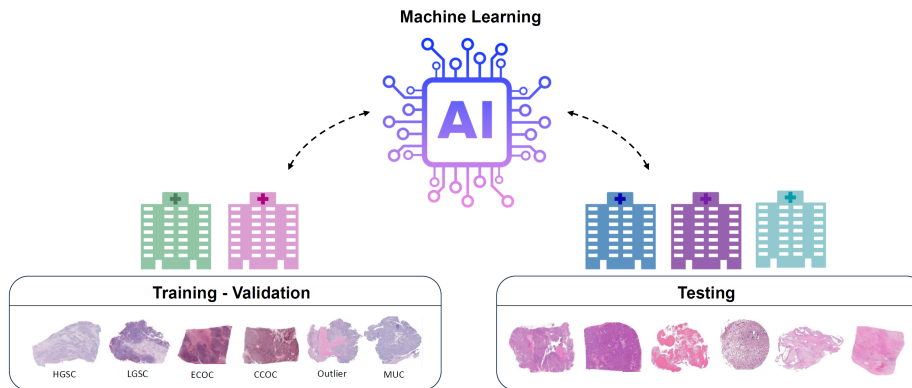 Machine Learning
AI
Training - Validation
Testing
HGSC LGSC ECOC CCOC Outlier MUC